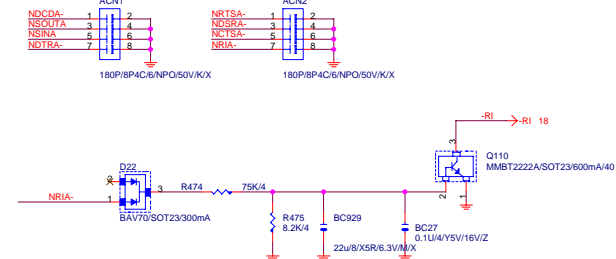 ACN1
ACN2
NDCDA- 1 2
NSOUTA 3 4
NSINA 5 6
NDTRA- 7 8
NRTSA- 1 2
NDSRA- 3 4
NCTSA- 5 6
NRIA- 7 8
180P/8P4C/6/NPO/50V/K/X
180P/8P4C/6/NPO/50V/K/X
-RI
-RI 18
3
Q110
MMBT2222A/SOT23/600mA/40
2
1
D22
2
3
R474
75K/4
NRIA-
1
BAV70/SOT23/300mA
R475
8.2K/4
BC929
22u/8/X5R/6.3V/M/X
BC27
0.1U/4/Y5V/16V/Z